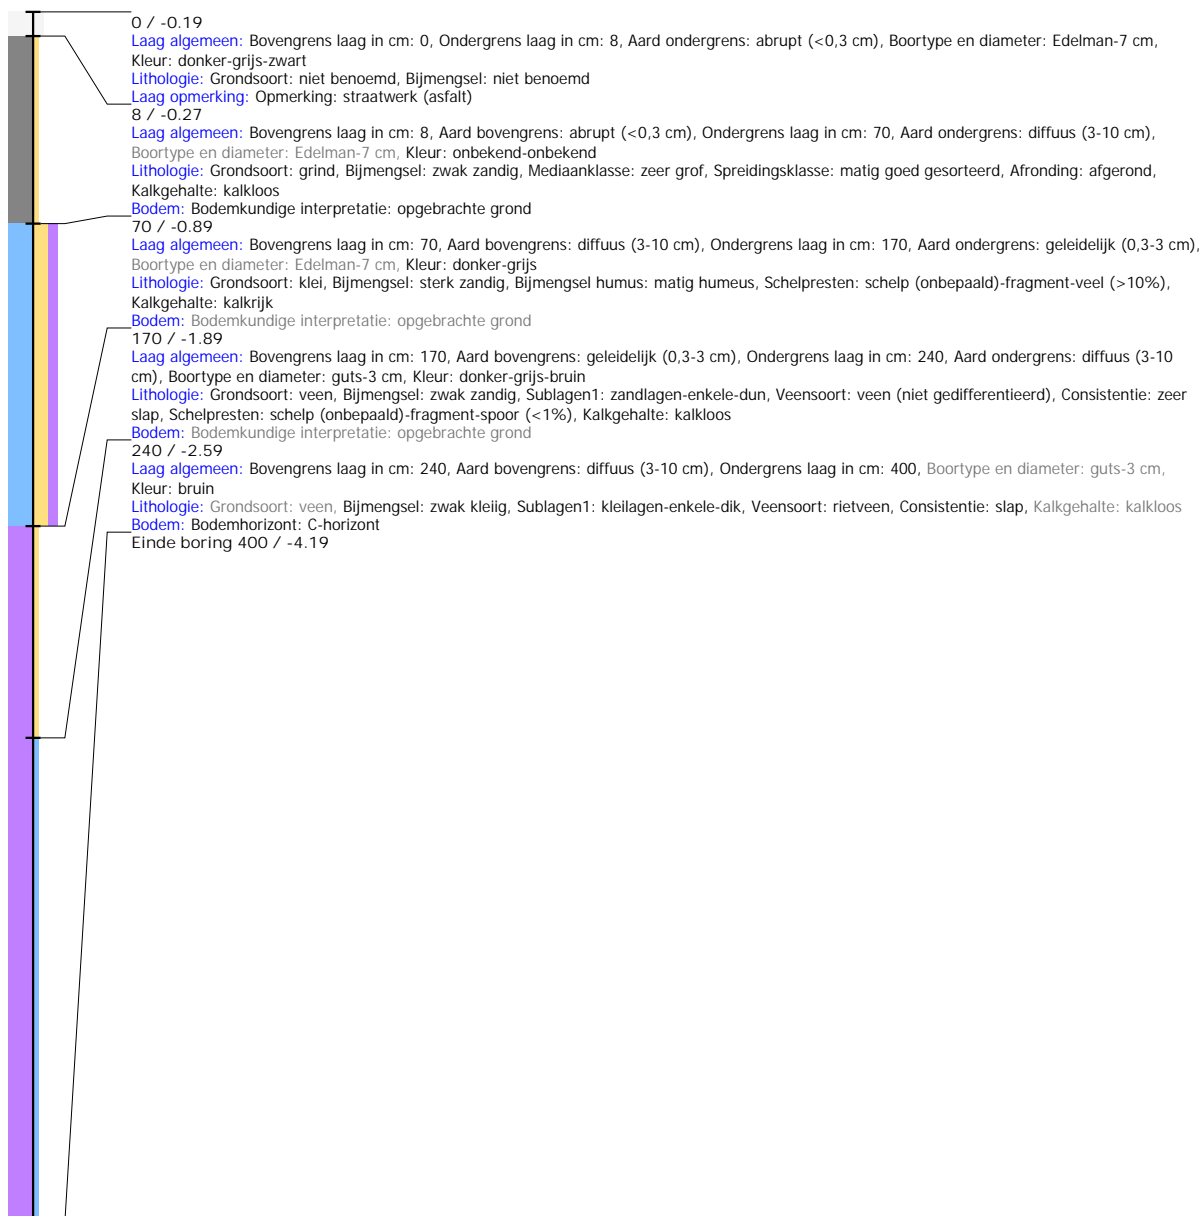 0 / -0.19
Laag algemeen: Bovengrens laag in cm: 0, Ondergrens laag in cm: 8, Aard ondergrens: abrupt (<0,3 cm), Boortype en diameter: Edelman-7 cm,
Kleur: donker-grijs-zwart
Lithologie: Grondsoort: niet benoemd, Bijmengsel: niet benoemd
Laag opmerking: Opmerking: straatwerk (asfalt)
8 / -0.27
Laag algemeen: Bovengrens laag in cm: 8, Aard bovengrens: abrupt (<0,3 cm), Ondergrens laag in cm: 70, Aard ondergrens: diffuus (3-10 cm),
Boortype en diameter: Edelman-7 cm, Kleur: onbekend-onbekend
Lithologie: Grondsoort: grind, Bijmengsel: zwak zandig, Mediaanklasse: zeer grof, Spreidingsklasse: matig goed gesorteerd, Afronding: afgerond,
Kalkgehalte: kalkloos
Bodem: Bodemkundige interpretatie: opgebrachte grond
70 / -0.89
Laag algemeen: Bovengrens laag in cm: 70, Aard bovengrens: diffuus (3-10 cm), Ondergrens laag in cm: 170, Aard ondergrens: geleidelijk (0,3-3 cm),
Boortype en diameter: Edelman-7 cm, Kleur: donker-grijs
Lithologie: Grondsoort: klei, Bijmengsel: sterk zandig, Bijmengsel humus: matig humeus, Schelpresten: schelp (onbepaald)-fragment-veel (>10%),
Kalkgehalte: kalkrijk
Bodem: Bodemkundige interpretatie: opgebrachte grond
170 / -1.89
Laag algemeen: Bovengrens laag in cm: 170, Aard bovengrens: geleidelijk (0,3-3 cm), Ondergrens laag in cm: 240, Aard ondergrens: diffuus (3-10
cm), Boortype en diameter: guts-3 cm, Kleur: donker-grijs-bruin
Lithologie: Grondsoort: veen, Bijmengsel: zwak zandig, Sublagen1: zandlagen-enkele-dun, Veensoort: veen (niet gedifferentieerd), Consistentie: zeer
slap, Schelpresten: schelp (onbepaald)-fragment-spoor (<1%), Kalkgehalte: kalkloos
Bodem: Bodemkundige interpretatie: opgebrachte grond
240 / -2.59
Laag algemeen: Bovengrens laag in cm: 240, Aard bovengrens: diffuus (3-10 cm), Ondergrens laag in cm: 400, Boortype en diameter: guts-3 cm,
Kleur: bruin
Lithologie: Grondsoort: veen, Bijmengsel: zwak kleiig, Sublagen1: kleilagen-enkele-dik, Veensoort: rietveen, Consistentie: slap, Kalkgehalte: kalkloos
Bodem: Bodemhorizont: C-horizont
Einde boring 400 / -4.19